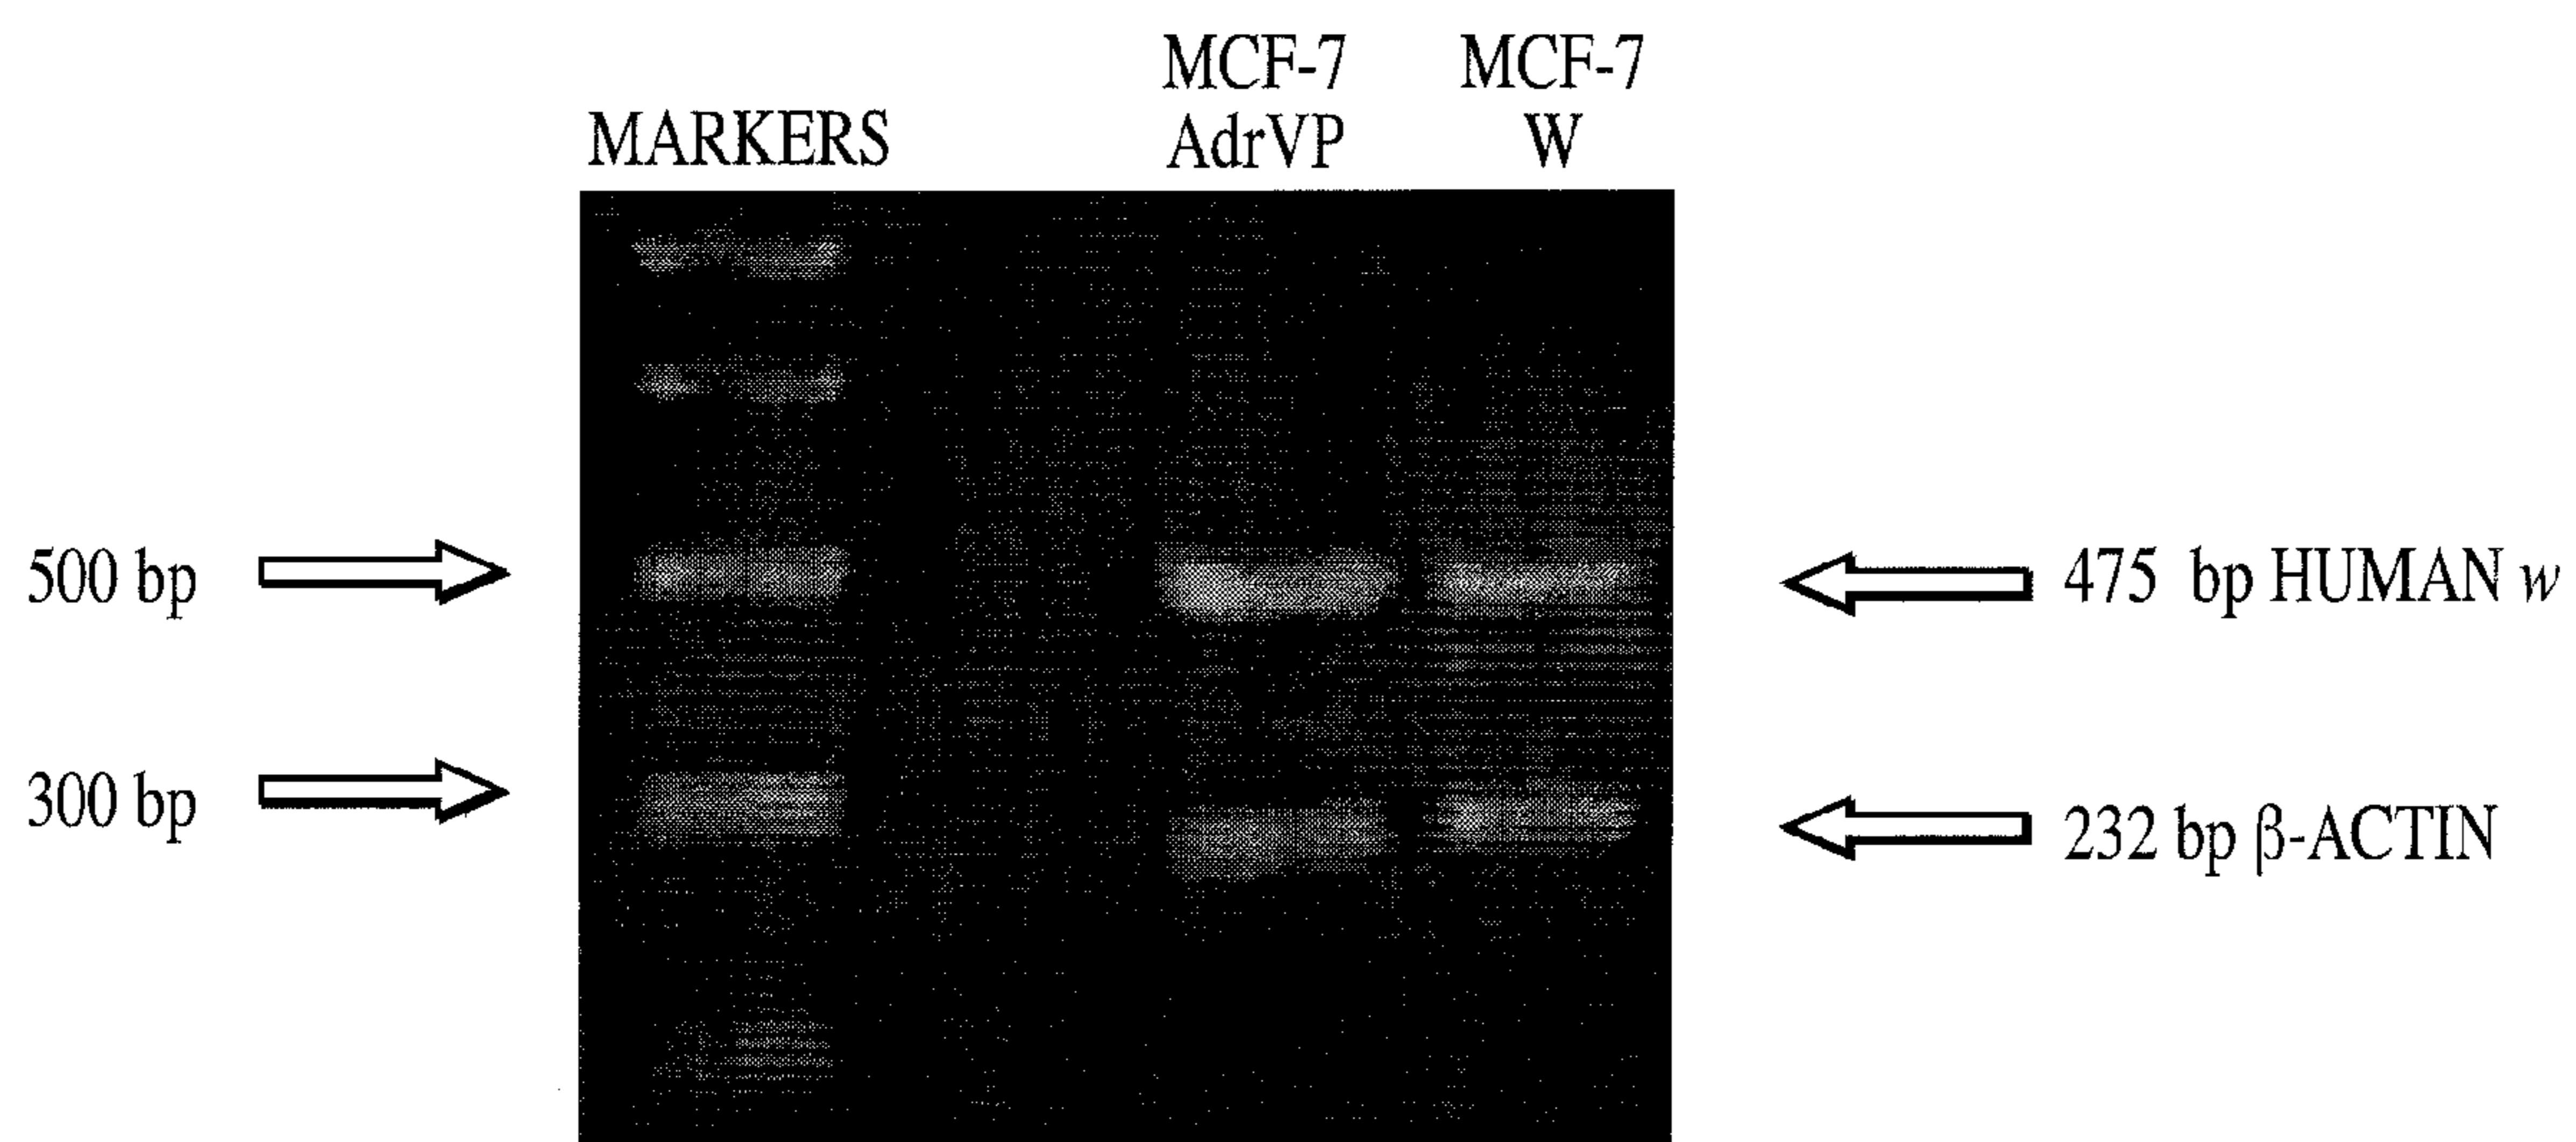 MCF-7 MCF-7
MARKERS AdrVP W
500 bp 475 bp HUMAN w
300 bp 232 bp β-ACTIN